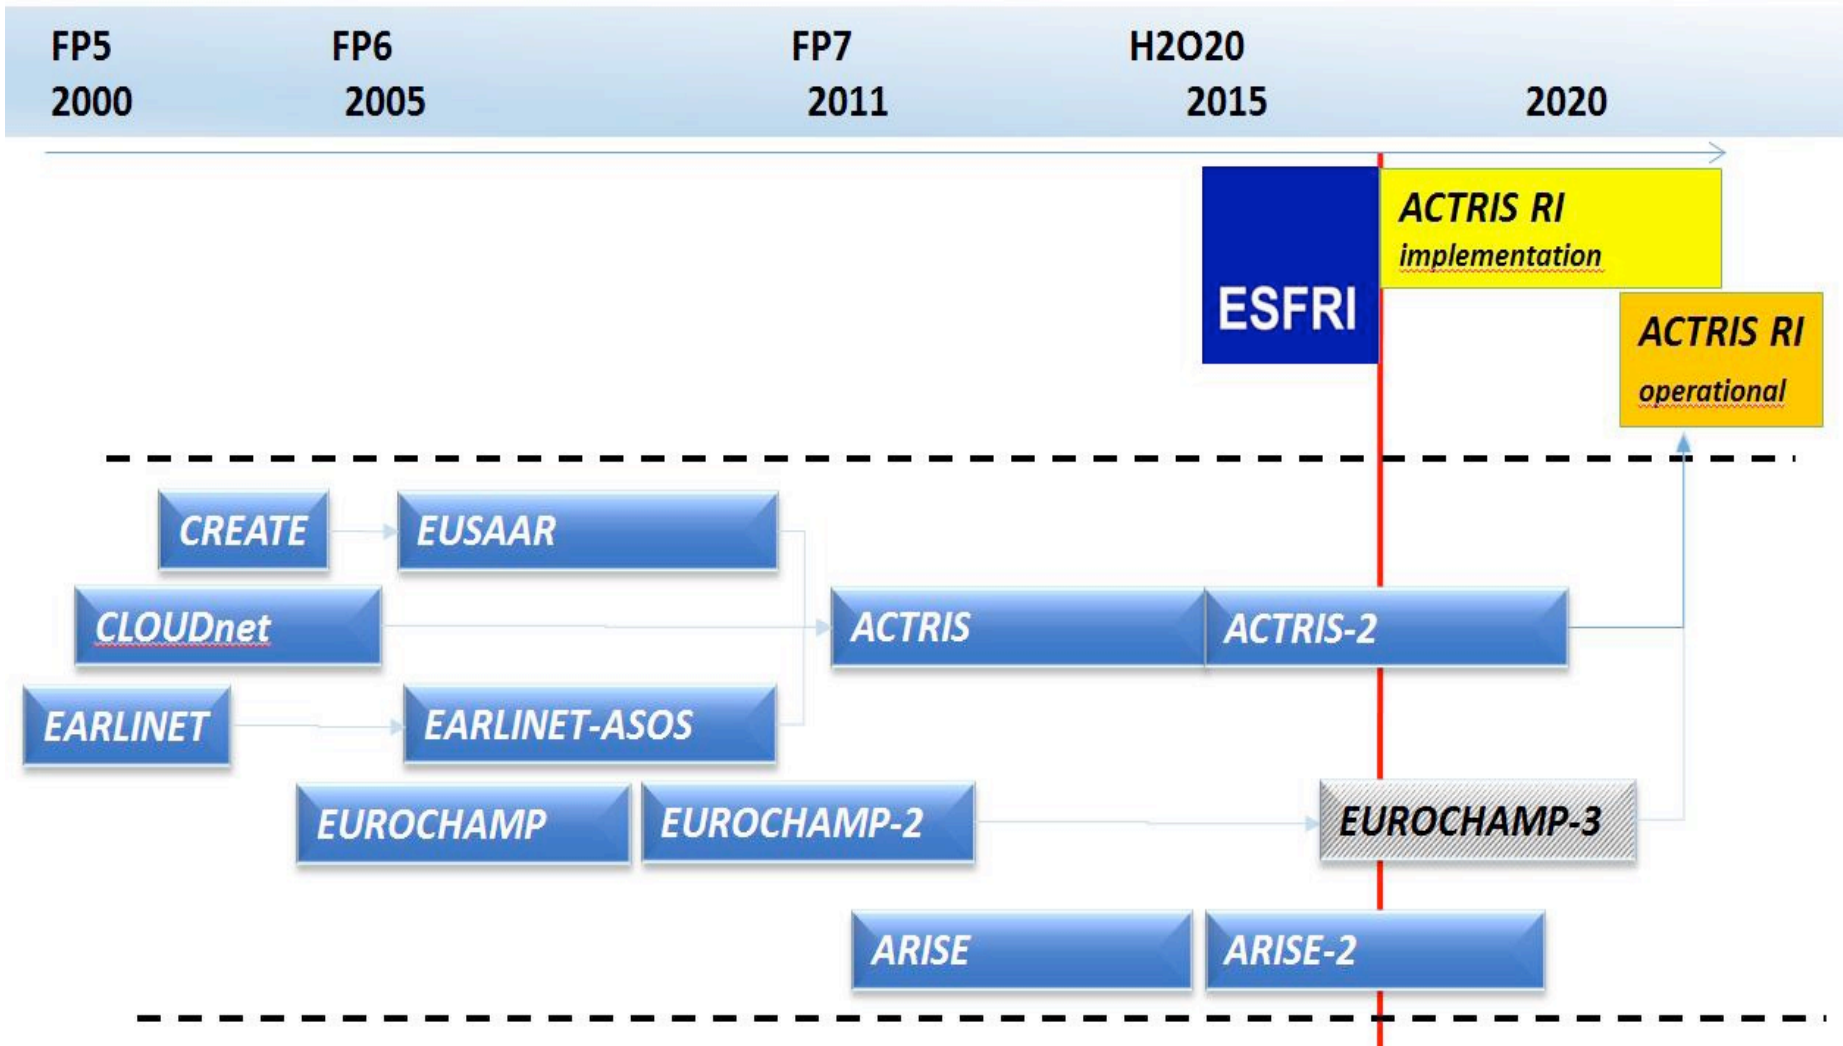 FP5 FP6 FP7 H2O20
2000 2005 2011 2015 2020
ACTRIS RI
implementation
ESFRI
ACTRIS RI
operational
CREATE EUSAAR
CLOUDnet ACTRIS ACTRIS-2
EARLINET EARLINET-ASOS
EUROCHAMP EUROCHAMP-2 EUROCHAMP-3
ARISE ARISE-2